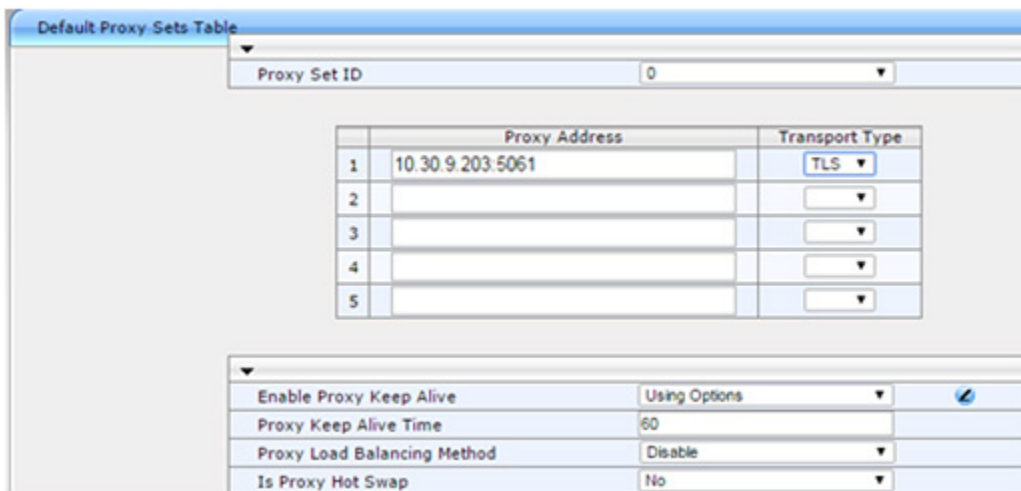 Default Proxy Sets Table
Proxy Set ID 0
Proxy Address Transport Type
1 10.30.9.203:5061 TLS
2
3
4
5
Enable Proxy Keep Alive Using Options
Proxy Keep Alive Time 60
Proxy Load Balancing Method Disable
Is Proxy Hot Swap No